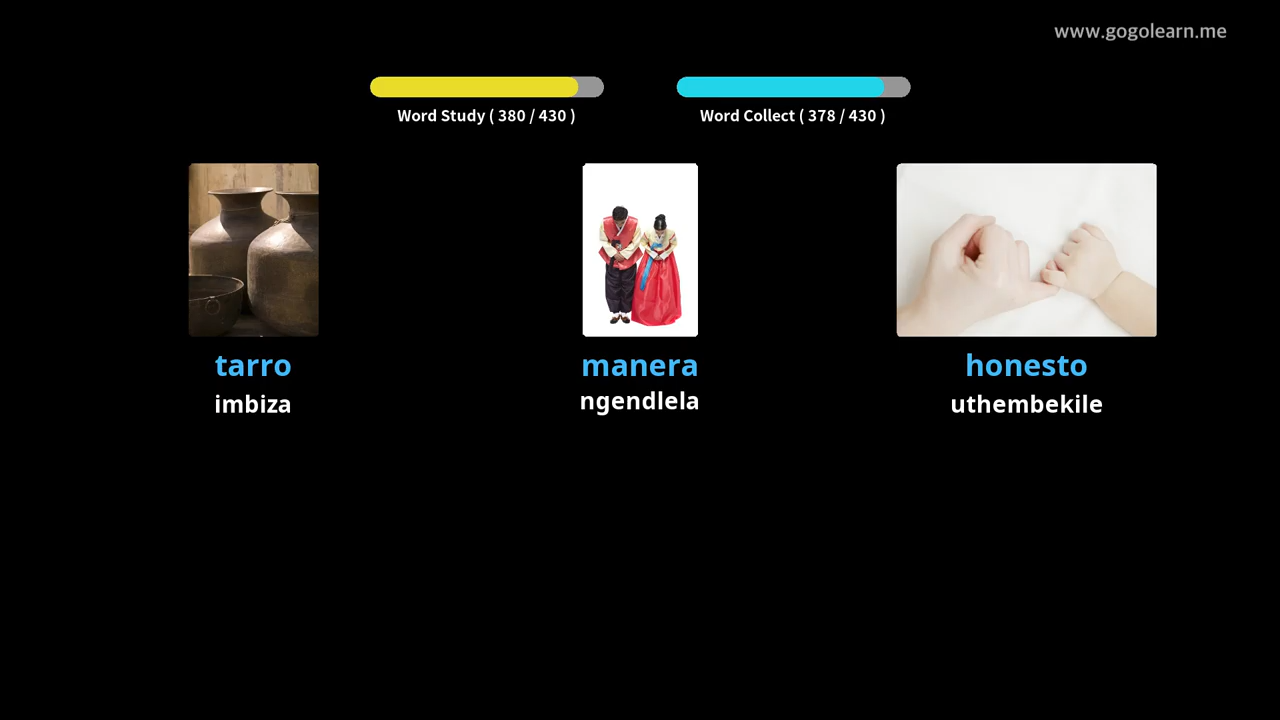 www.gogolearn.me
Word Study ( 380 / 430 )
Word Collect ( 378 / 430 )
tarro
imbiza
manera
ngendlela
honesto
uthembekile